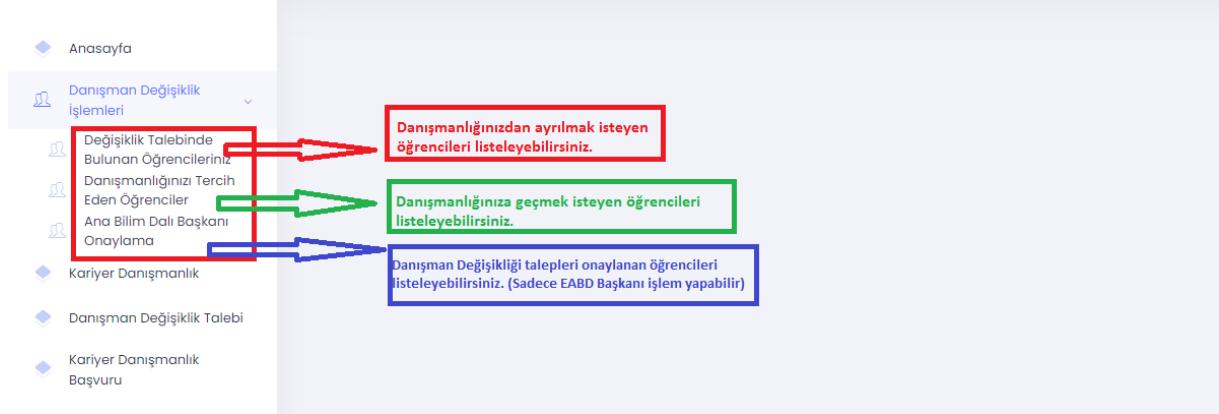 Anasayfa
Danışman Değişiklik
İşlemleri
Değişiklik Talebinde
Bulunan Öğrencileriniz
Danışmanlığınızı Tercih
Eden Öğrenciler
Ana Bilim Dalı Başkanı
Onaylama
Kariyer Danışmanlık
Danışman Değişiklik Talebi
Kariyer Danışmanlık
Başvuru
Danışmanlığınızdan ayrılmak isteyen
öğrencileri listeleyebilirsiniz.
Danışmanlığınıza geçmek isteyen öğrencileri
listeleyebilirsiniz.
Danışman Değişikliği talepleri onaylanan öğrencileri
listeleyebilirsiniz. (Sadece EABD Başkanı işlem yapabilir)